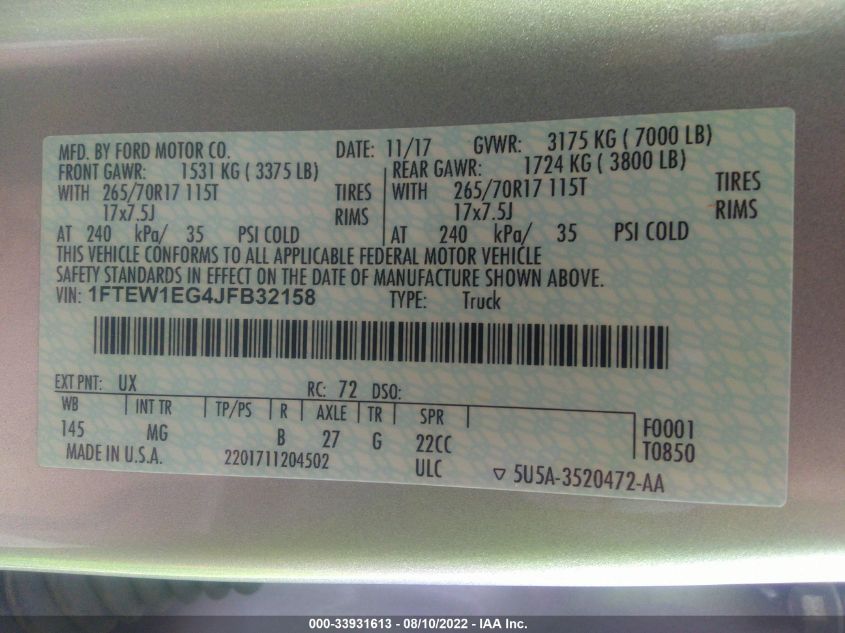 MFD. BY FORD MOTOR CO. DATE: 11/17 GVWR: 3175 KG ( 7000 LB)
FRONT GAWR: 1531 KG ( 3375 LB) REAR GAWR: 1724 KG ( 3800 LB)
WITH 265/70R17 115T TIRES WITH 265/70R17 115T TIRES
17x7.5J RIMS 17x7.5J RIMS
AT 240 kPa/ 35 PSI COLD AT 240 kPa/ 35 PSI COLD
THIS VEHICLE CONFORMS TO ALL APPLICABLE FEDERAL MOTOR VEHICLE
SAFETY STANDARDS IN EFFECT ON THE DATE OF MANUFACTURE SHOWN ABOVE.
VIN: 1FTEW1EG4JFB32158 TYPE: Truck
EXT PNT: UX RC: 72 DSO:
WB INT TR TP/PS R AXLE TR SPR F0001
145 MG B 27 G 22CC T0850
MADE IN U.S.A. 2201711204502 ULC ▽ 5U5A-3520472-AA
000-33931613 - 08/10/2022 - IAA Inc.